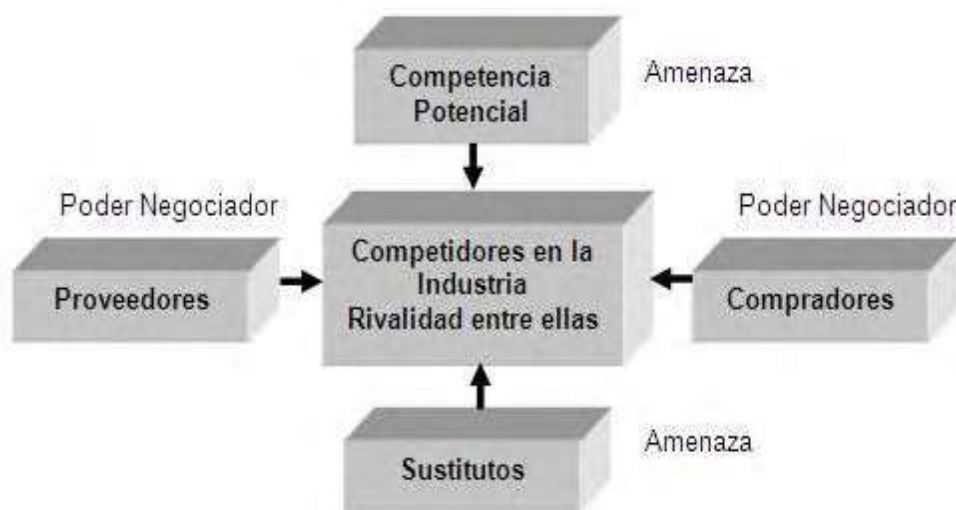 Competencia
Potencial
Amenaza
Poder Negociador
Poder Negociador
Proveedores
Competidores en la
Industria
Rivalidad entre ellas
Compradores
Sustitutos
Amenaza